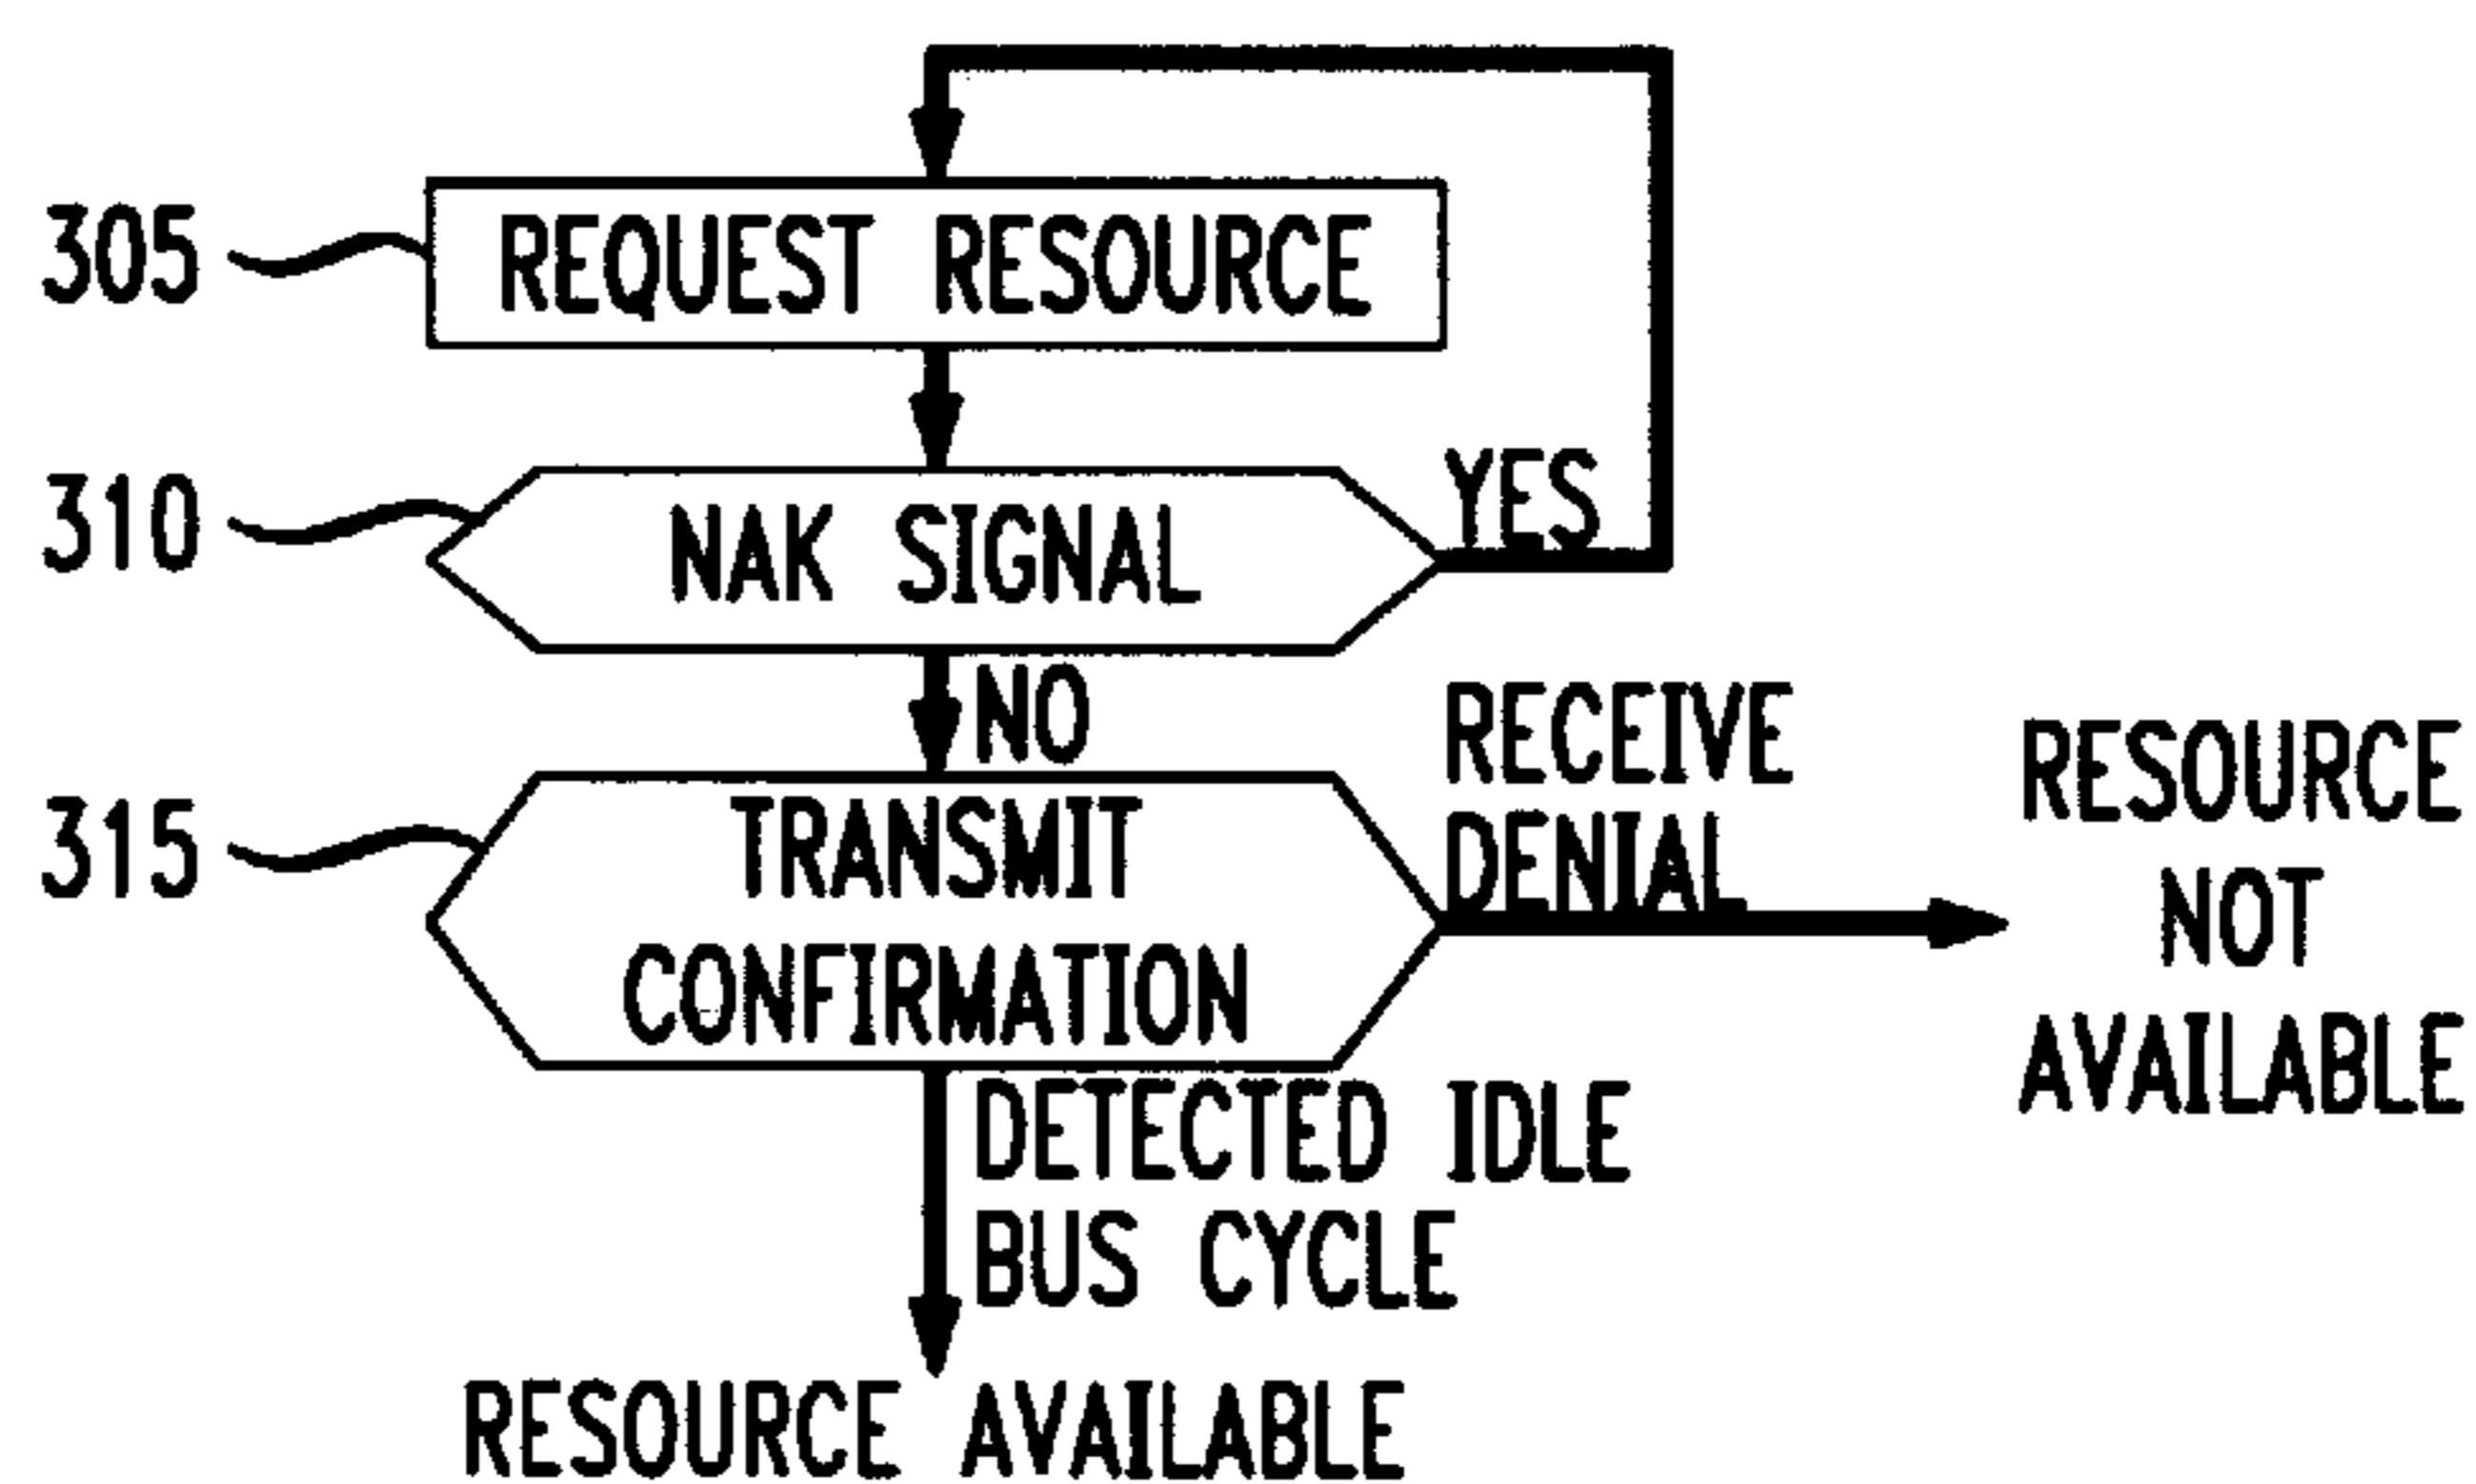 305
REQUEST RESOURCE
310
NAK SIGNAL
YES
NO
315
TRANSMIT
CONFIRMATION
RECEIVE
DENIAL
RESOURCE
NOT
AVAILABLE
DETECTED IDLE
BUS CYCLE
RESOURCE AVAILABLE